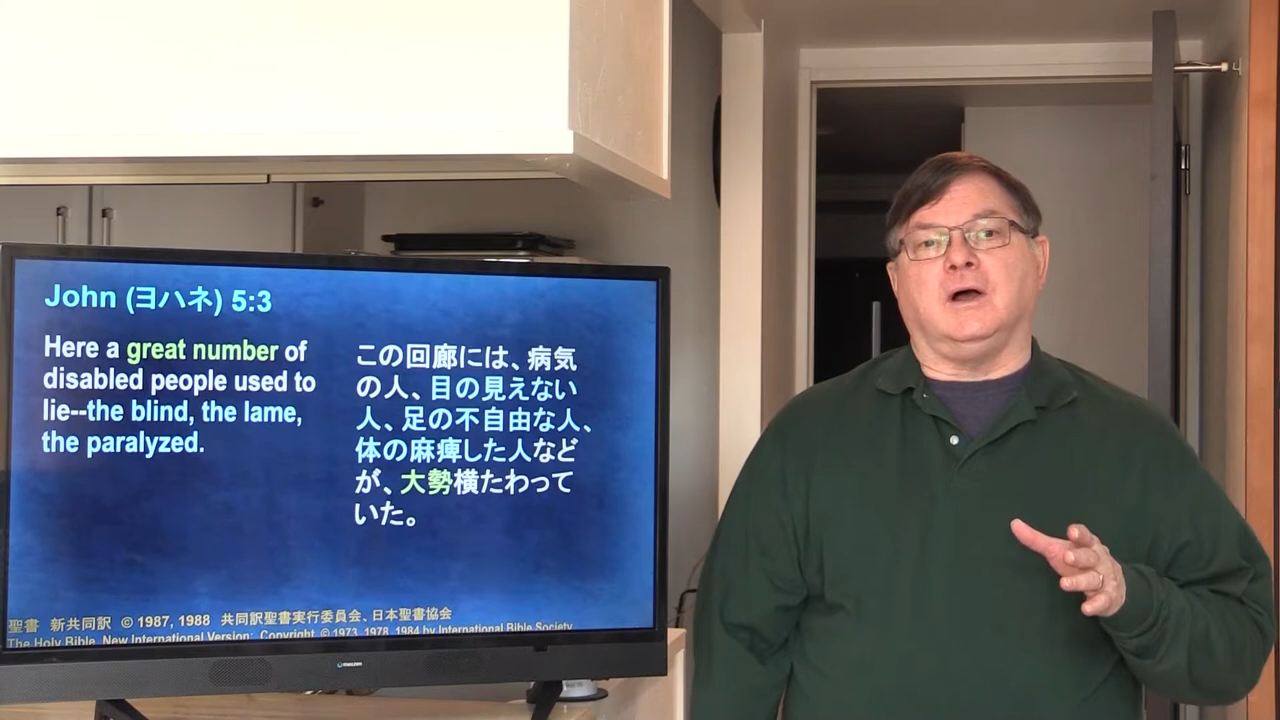 John (ヨハネ) 5:3
Here a great number of
disabled people used to
lie--the blind, the lame,
the paralyzed.
この回廊には、病気
の人、目の見えない
人、足の不自由な人、
体の麻痺した人など
が、大勢横たわって
いた。
聖書 新共同訳 © 1987, 1988 共同訳聖書実行委員会、日本聖書協会
The Holy Bible, New International Version; Copyright © 1973, 1978, 1984 by International Bible Society
maxzen